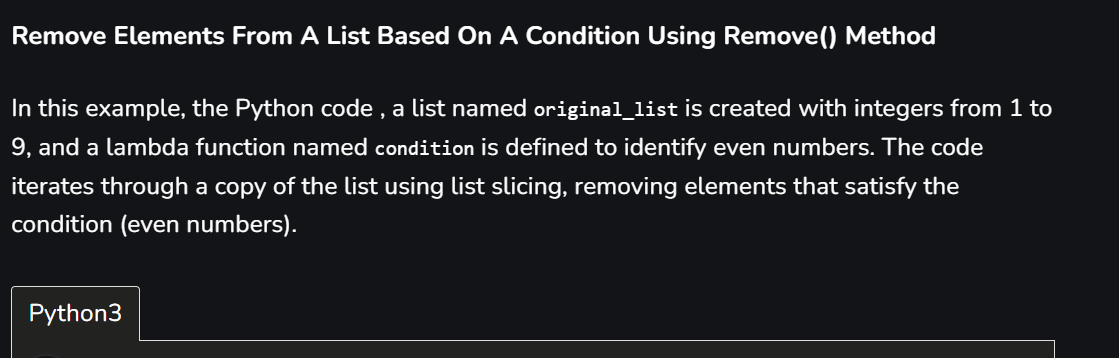 Remove Elements From A List Based On A Condition Using Remove() Method
In this example, the Python code , a list named original_list is created with integers from 1 to
9, and a lambda function named condition is defined to identify even numbers. The code
iterates through a copy of the list using list slicing, removing elements that satisfy the
condition (even numbers).
Python3